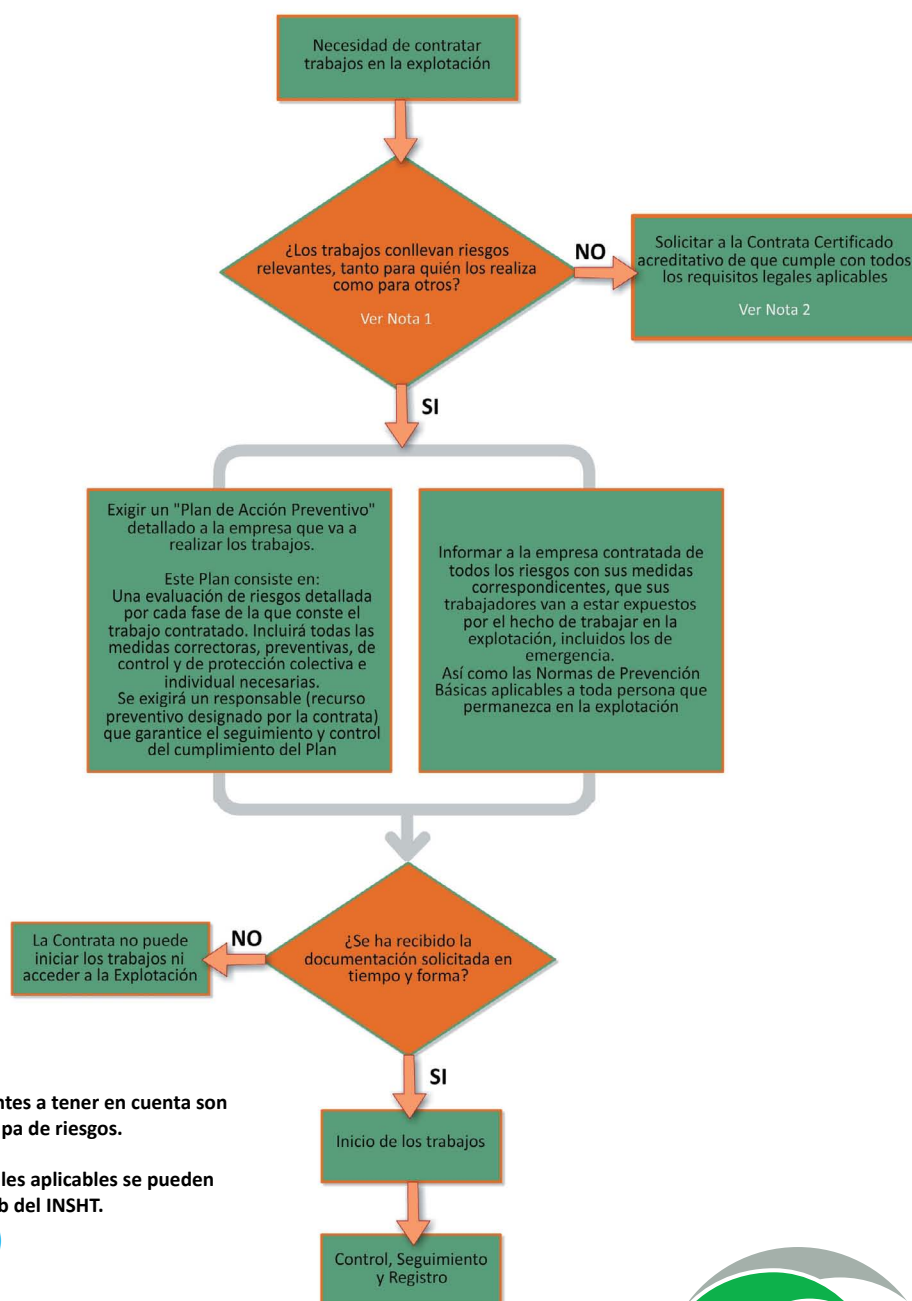 Necesidad de contratar
trabajos en la explotación
¿Los trabajos conllevan riesgos
relevantes, tanto para quién los realiza
como para otros?
Ver Nota 1
NO
Solicitar a la Contrata Certificado
acreditativo de que cumple con todos
los requisitos legales aplicables
Ver Nota 2
SI
Exigir un "Plan de Acción Preventivo"
detallado a la empresa que va a
realizar los trabajos.
Este Plan consiste en:
Una evaluación de riesgos detallada
por cada fase de la que conste el
trabajo contratado. Incluirá todas las
medidas correctoras, preventivas, de
control y de protección colectiva e
individual necesarias.
Se exigirá un responsable (recurso
preventivo designado por la contrata)
que garantice el seguimiento y control
del cumplimiento del Plan
Informar a la empresa contratada de
todos los riesgos con sus medidas
correspondicentes, que sus
trabajadores van a estar expuestos
por el hecho de trabajar en la
explotación, incluidos los de
emergencia.
Así como las Normas de Prevención
Básicas aplicables a toda persona que
permanezca en la explotación
¿Se ha recibido la
documentación solicitada en
tiempo y forma?
NO
La Contrata no puede
iniciar los trabajos ni
acceder a la Explotación
SI
Inicio de los trabajos
Control, Seguimiento
y Registro
ntes a tener en cuenta son
pa de riesgos.
les aplicables se pueden
b del INSHT.